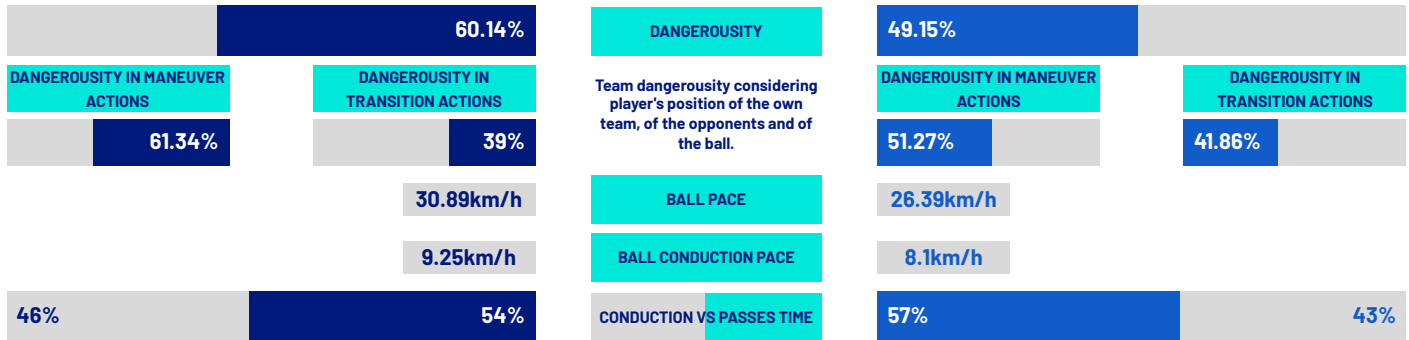 60.14%
DANGEROUSITY
49.15%
DANGEROUSITY IN MANEUVER
ACTIONS
DANGEROUSITY IN
TRANSITION ACTIONS
Team dangerousity considering
player's position of the own
team, of the opponents and of
the ball.
DANGEROUSITY IN MANEUVER
ACTIONS
DANGEROUSITY IN
TRANSITION ACTIONS
61.34%
39%
51.27%
41.86%
30.89km/h
BALL PACE
26.39km/h
9.25km/h
BALL CONDUCTION PACE
8.1km/h
46%
54%
CONDUCTION VS PASSES TIME
57%
43%